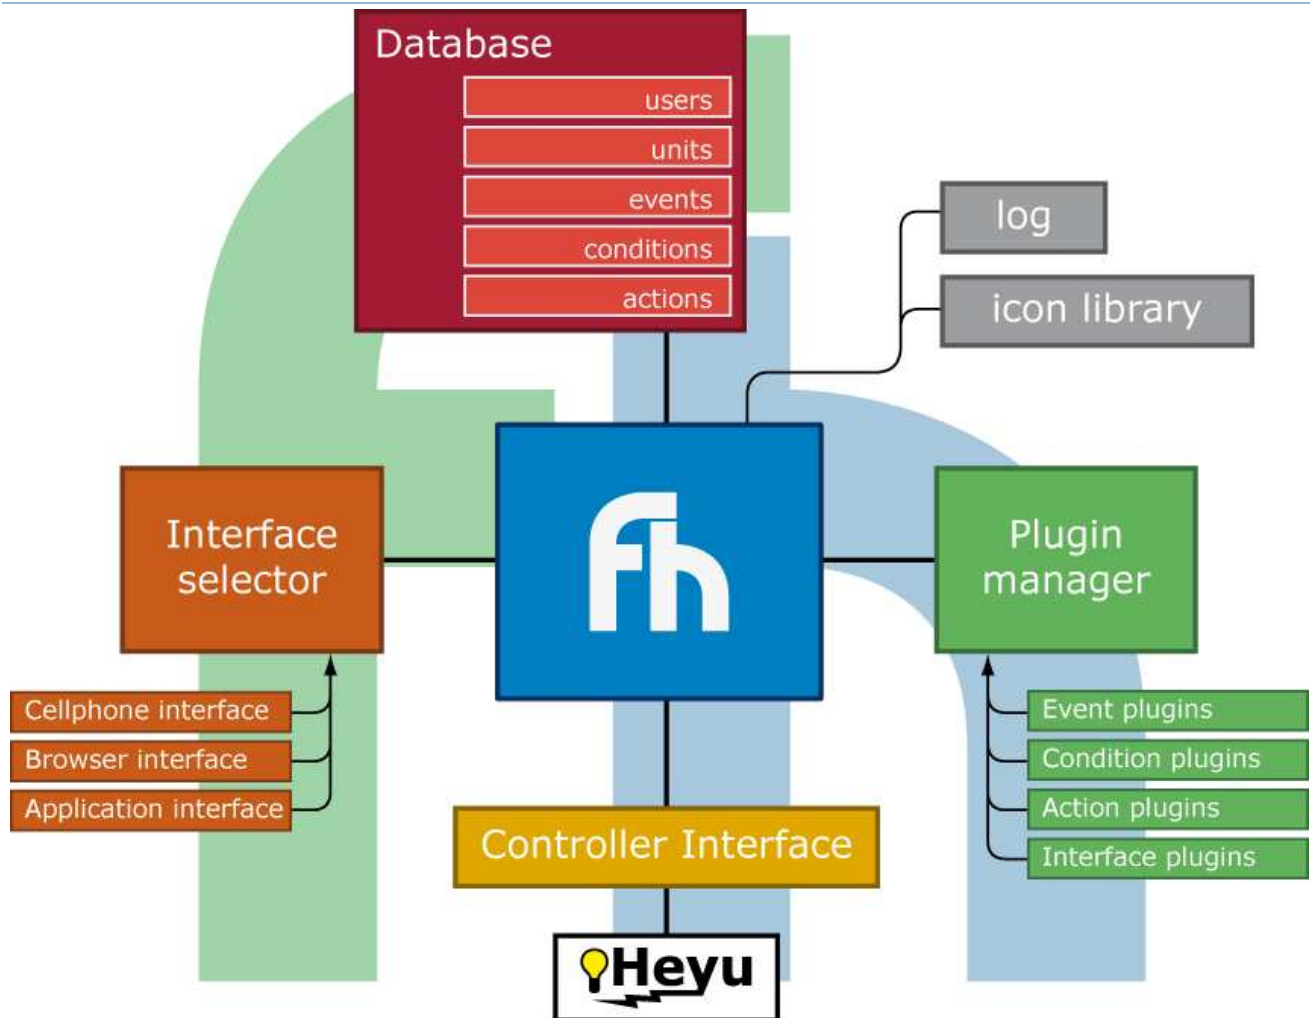 Database
users
units
events
conditions
actions
log
icon library
fh
Interface
selector
Plugin
manager
Cellphone interface
Browser interface
Application interface
Event plugins
Condition plugins
Action plugins
Interface plugins
Controller Interface
Heyu